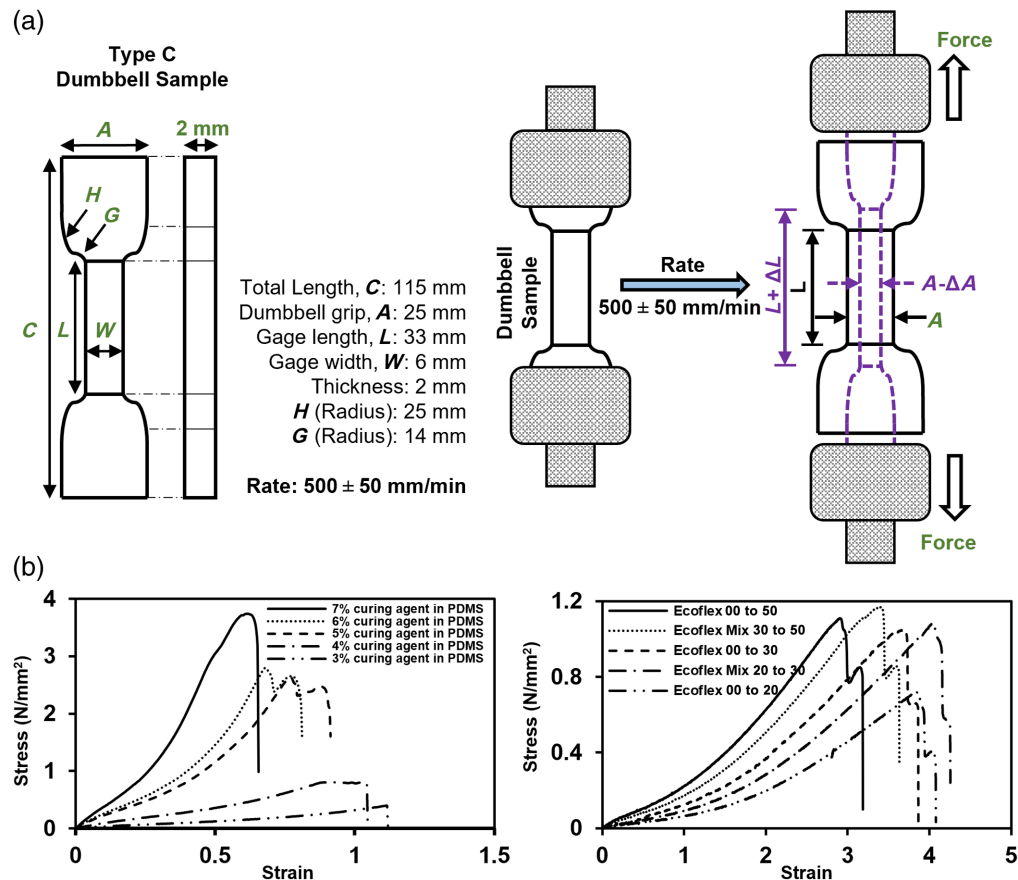 (a)
Type C
Dumbbell Sample
A
2 mm
H
G
C
L
W
Total Length, C: 115 mm
Dumbbell grip, A: 25 mm
Gage length, L: 33 mm
Gage width, W: 6 mm
Thickness: 2 mm
H (Radius): 25 mm
G (Radius): 14 mm
Rate: 500 ± 50 mm/min
Dumbbell
Sample
Rate
500 ± 50 mm/min
Force
L + ΔL
L
A-ΔA
A
Force
(b)
4
3
2
1
0
Stress (N/mm²)
7% curing agent in PDMS
6% curing agent in PDMS
5% curing agent in PDMS
4% curing agent in PDMS
3% curing agent in PDMS
0
0.5
1
1.5
Strain
1.2
0.8
0.4
0
Stress (N/mm²)
Ecoflex 00 to 50
Ecoflex Mix 30 to 50
Ecoflex 00 to 30
Ecoflex Mix 20 to 30
Ecoflex 00 to 20
0
1
2
3
4
5
Strain